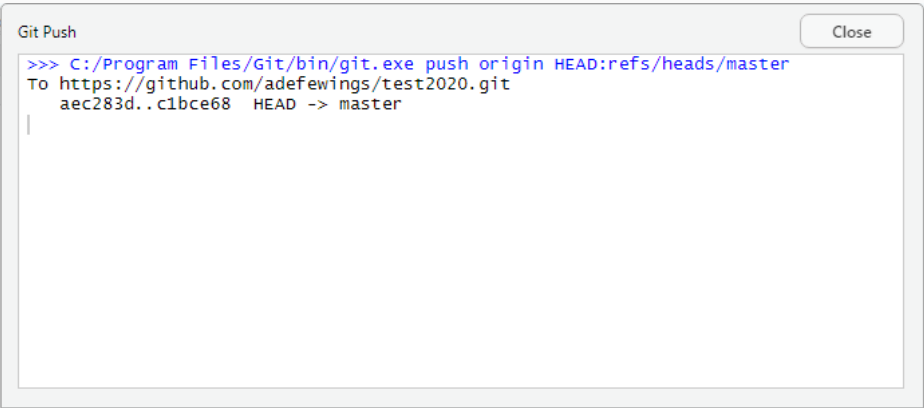 Git Push
Close
>>> C:/Program Files/Git/bin/git.exe push origin HEAD:refs/heads/master
To https://github.com/adefewings/test2020.git
   aec283d..c1bce68  HEAD -> master